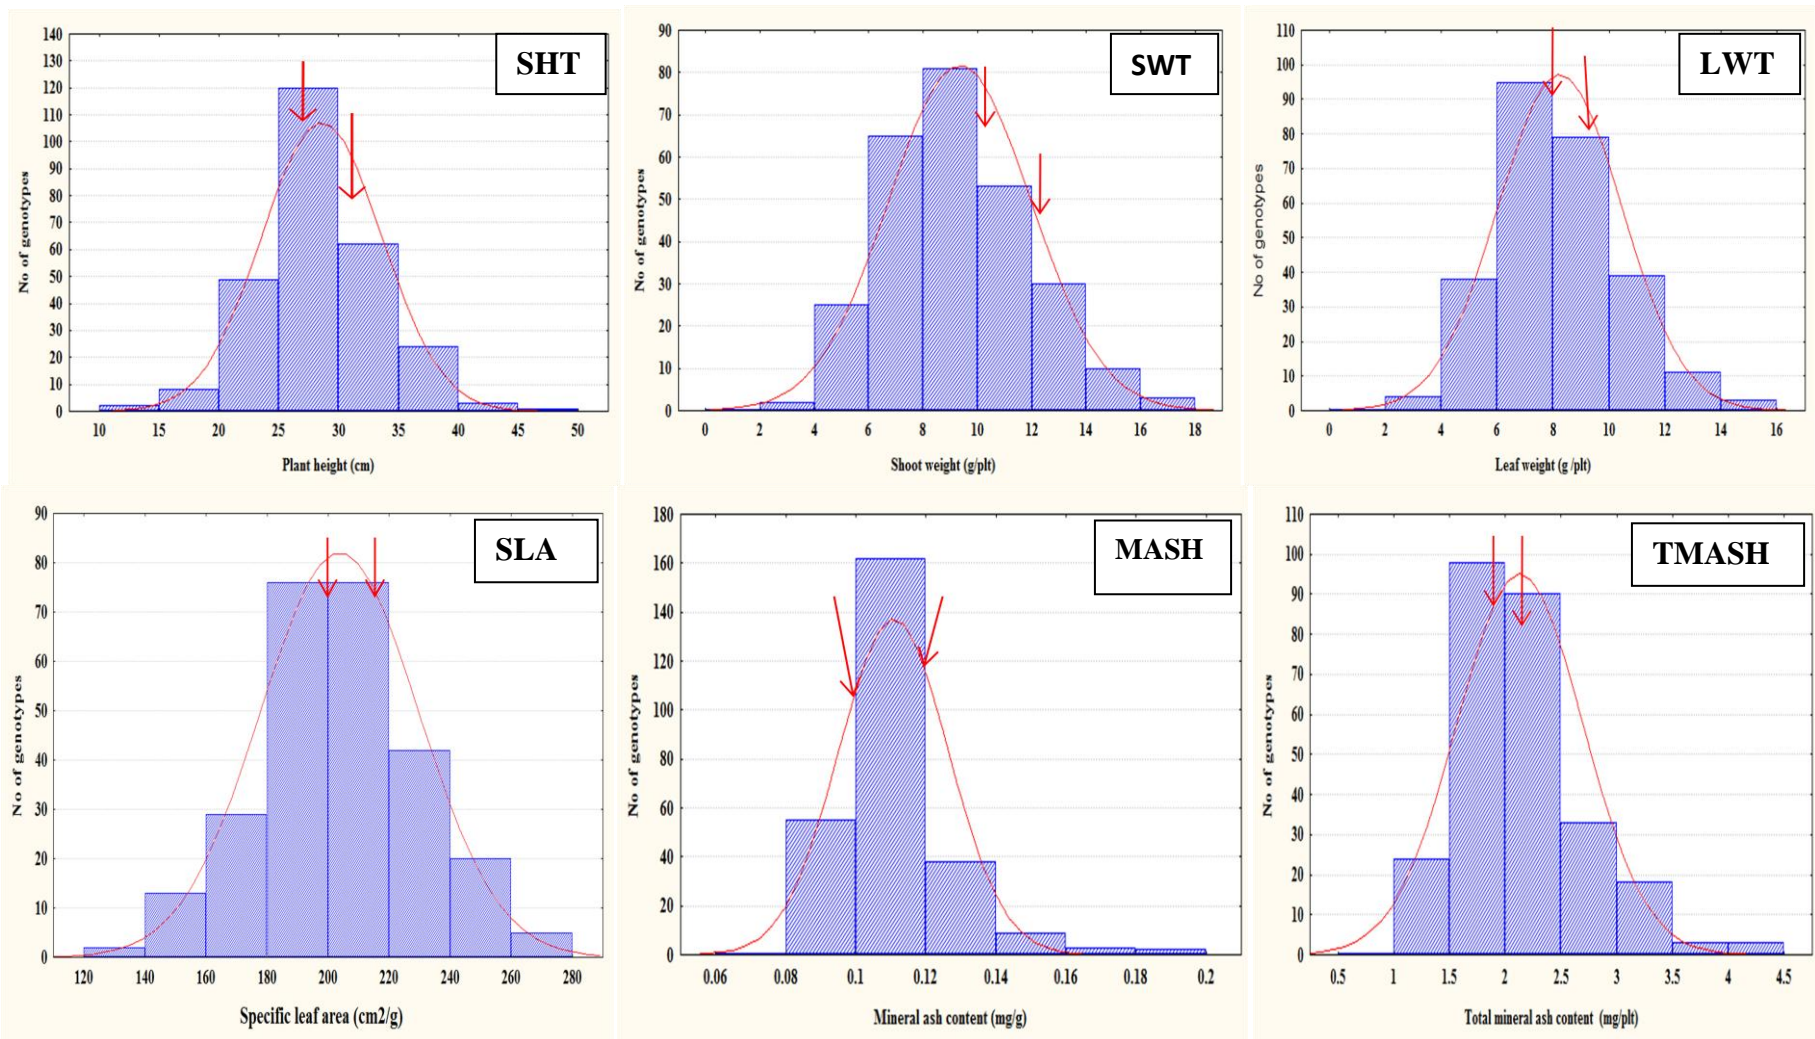 SHT
140
130
120
110
100
90
80
70
60
50
40
30
20
10
0
No of genotypes
10 15 20 25 30 35 40 45 50
Plant height (cm)
SWT
90
80
70
60
50
40
30
20
10
0
No of genotypes
0 2 4 6 8 10 12 14 16 18
Shoot weight (g/plt)
LWT
110
100
90
80
70
60
50
40
30
20
10
0
No of genotypes
0 2 4 6 8 10 12 14 16
Leaf weight (g /plt)
SLA
90
80
70
60
50
40
30
20
10
0
No of genotypes
120 140 160 180 200 220 240 260 280
Specific leaf area (cm2/g)
MASH
180
160
140
120
100
80
60
40
20
0
No of genotypes
0.06 0.08 0.1 0.12 0.14 0.16 0.18 0.2
Mineral ash content (mg/g)
TMASH
110
100
90
80
70
60
50
40
30
20
10
0
No of genotypes
0.5 1 1.5 2 2.5 3 3.5 4 4.5
Total mineral ash content (mg/plt)